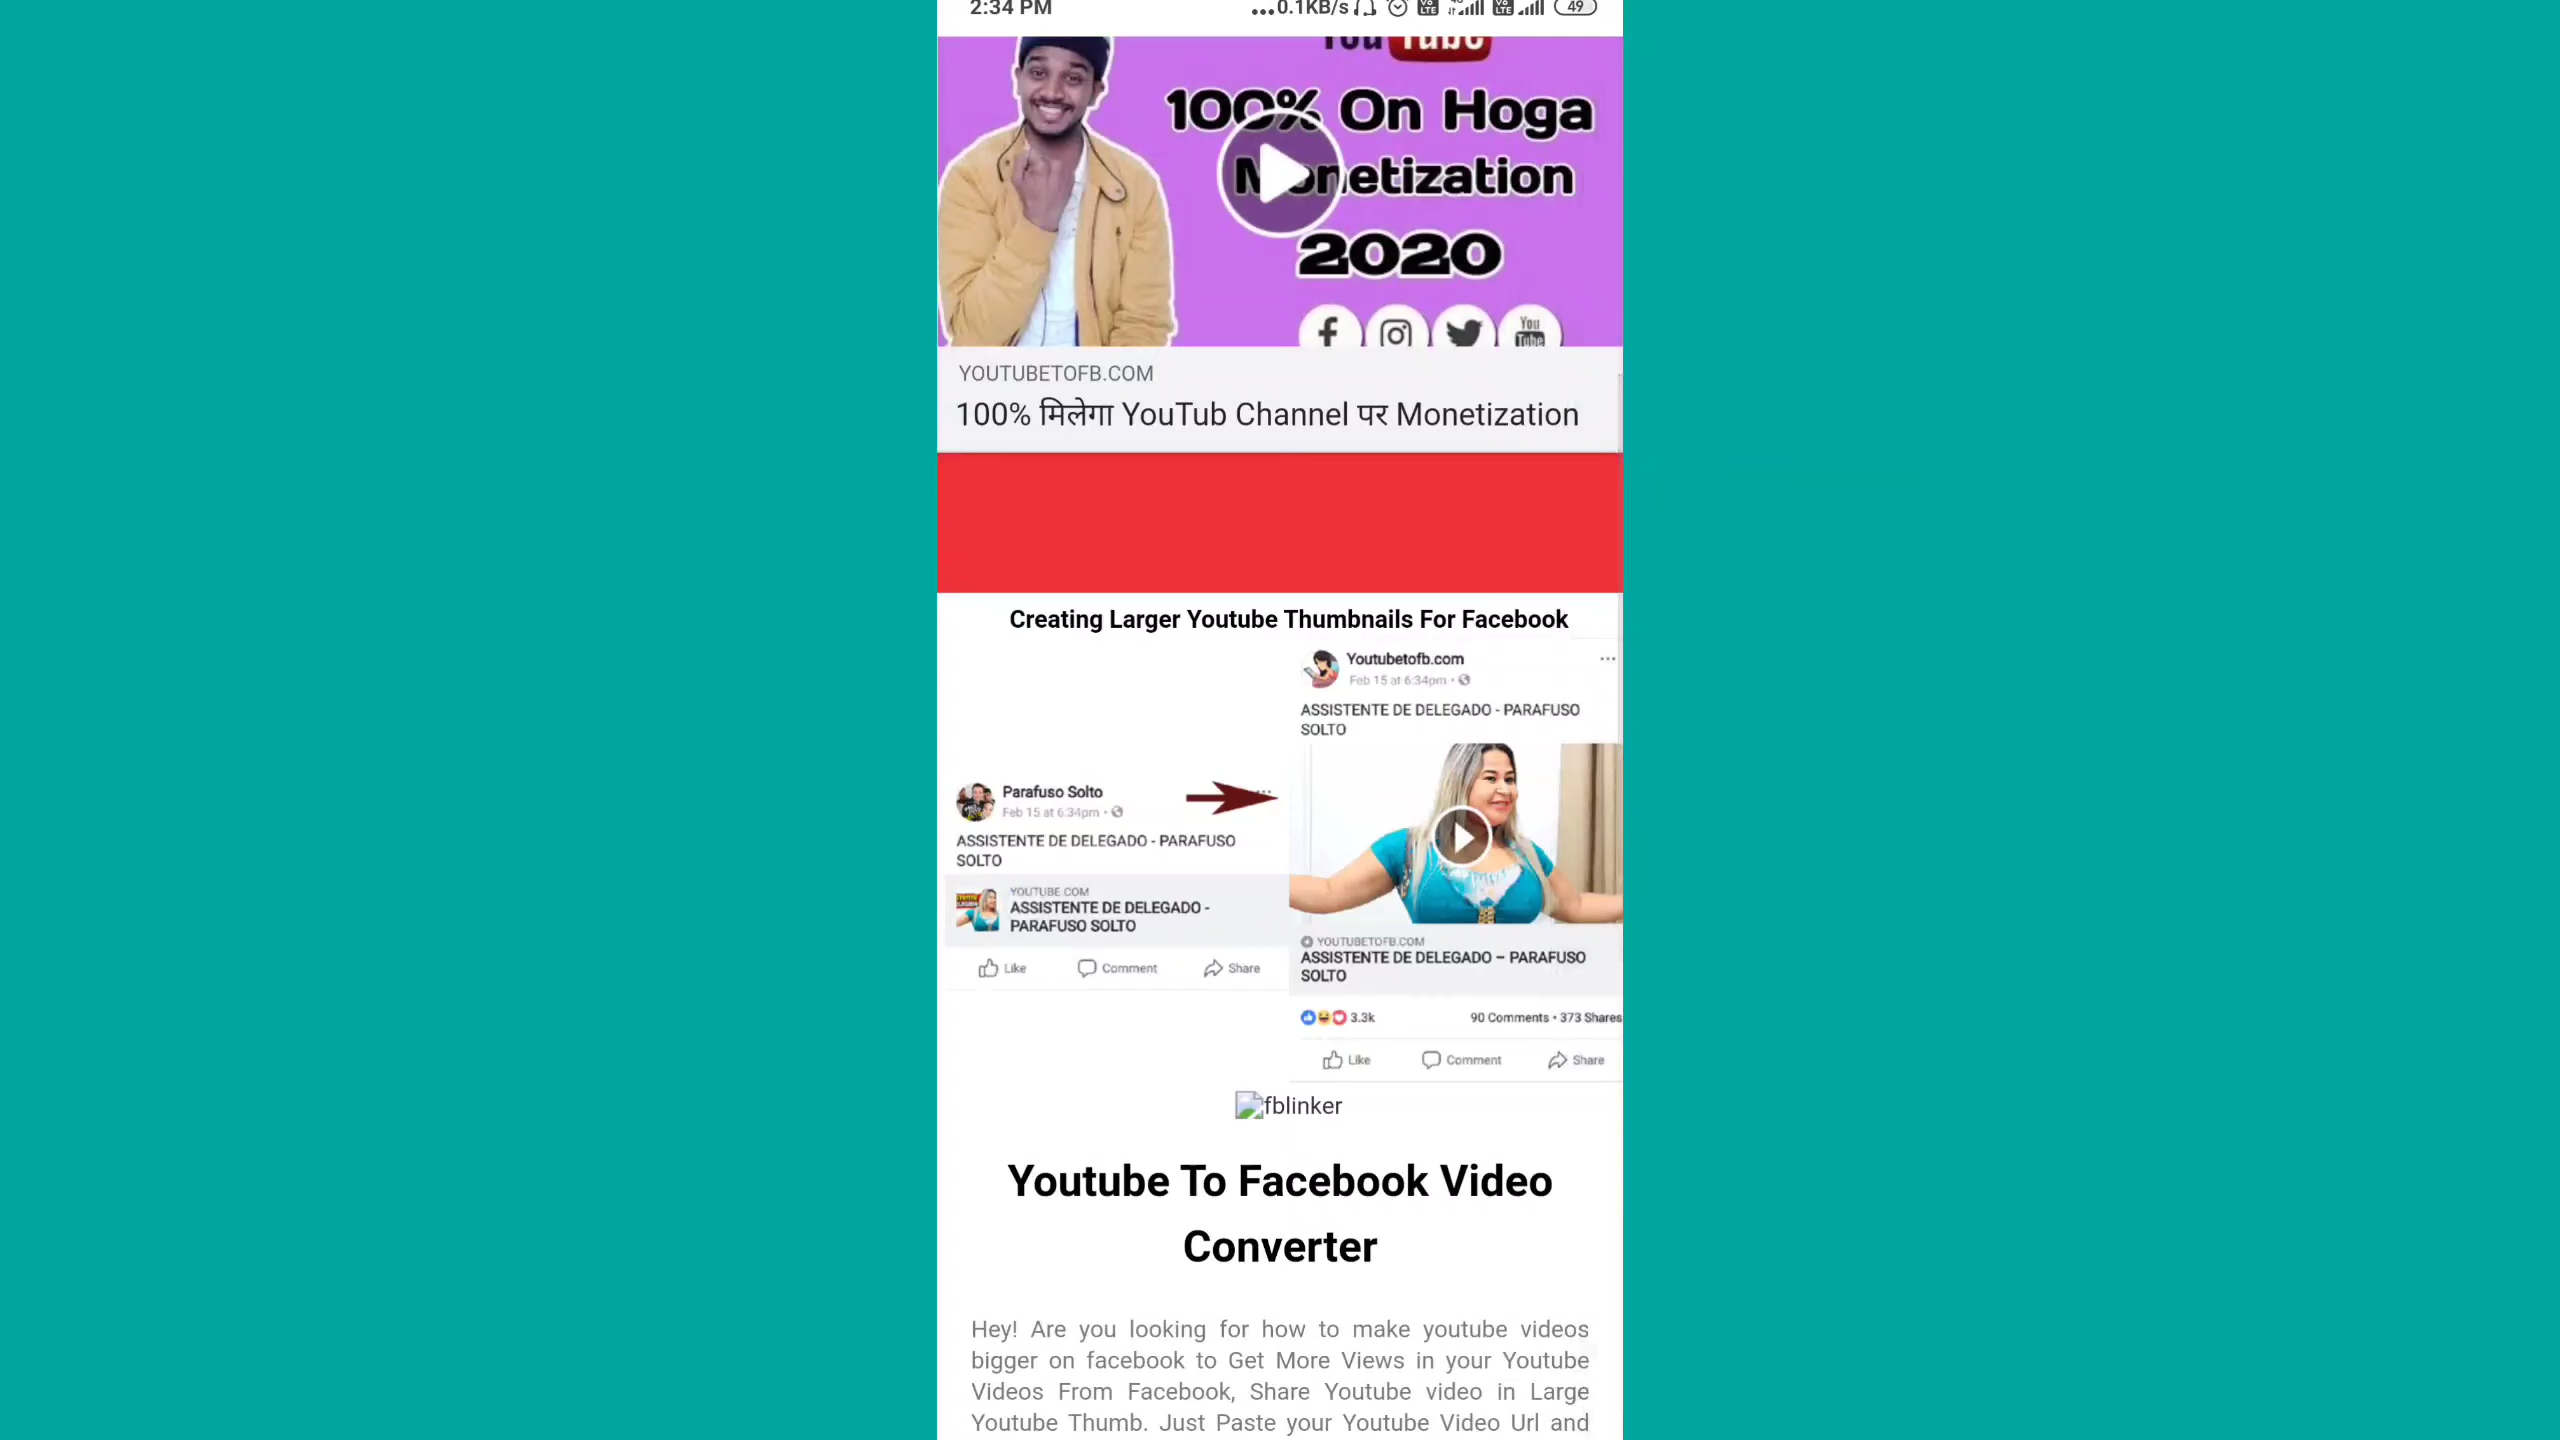 2:34 PM
...0.1KB/s
49
You Tube
100% On Hoga
Monetization
2020
You
Tube
YOUTUBETOFB.COM
100% मिलेगा YouTub Channel पर Monetization
Creating Larger Youtube Thumbnails For Facebook
Youtubetofb.com
Feb 15 at 6:34pm
ASSISTENTE DE DELEGADO - PARAFUSO
SOLTO
Parafuso Solto
Feb 15 at 6:34pm
ASSISTENTE DE DELEGADO - PARAFUSO
SOLTO
YOUTUBE.COM
ASSISTENTE DE DELEGADO -
PARAFUSO SOLTO
Like Comment Share
YOUTUBETOFB.COM
ASSISTENTE DE DELEGADO – PARAFUSO
SOLTO
3.3k 90 Comments • 373 Shares
Like Comment Share
fblinker
Youtube To Facebook Video
Converter
Hey! Are you looking for how to make youtube videos
bigger on facebook to Get More Views in your Youtube
Videos From Facebook, Share Youtube video in Large
Youtube Thumb. Just Paste your Youtube Video Url and